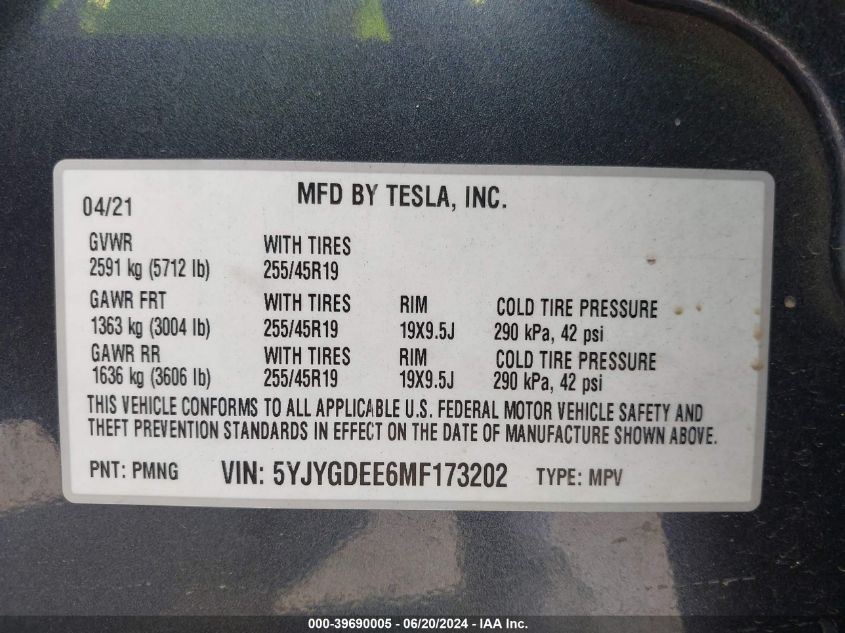 MFD BY TESLA, INC.
04/21
GVWR WITH TIRES
2591 kg (5712 lb) 255/45R19
GAWR FRT WITH TIRES RIM COLD TIRE PRESSURE
1363 kg (3004 lb) 255/45R19 19X9.5J 290 kPa, 42 psi
GAWR RR WITH TIRES RIM COLD TIRE PRESSURE
1636 kg (3606 lb) 255/45R19 19X9.5J 290 kPa, 42 psi
THIS VEHICLE CONFORMS TO ALL APPLICABLE U.S. FEDERAL MOTOR VEHICLE SAFETY AND
THEFT PREVENTION STANDARDS IN EFFECT ON THE DATE OF MANUFACTURE SHOWN ABOVE.
PNT: PMNG VIN: 5YJYGDEE6MF173202 TYPE: MPV
000-39690005 - 06/20/2024 - IAA Inc.